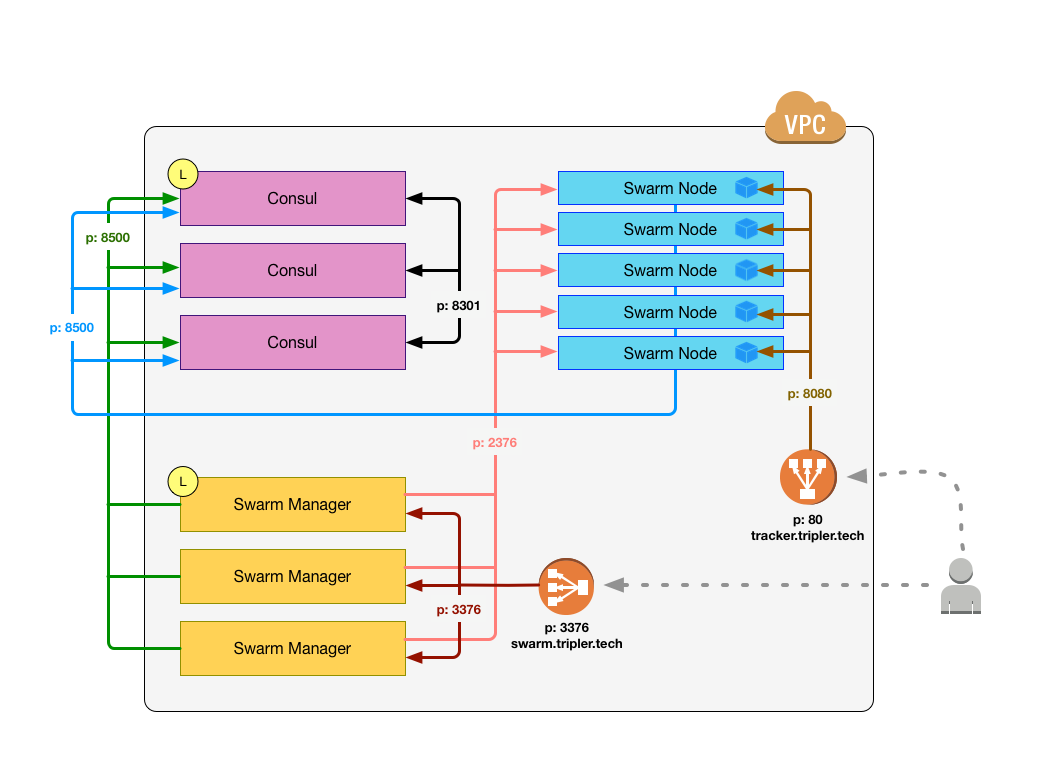 VPC
L
Consul
Swarm Node
Swarm Node
p: 8500
Consul
Swarm Node
p: 8301
Swarm Node
p: 8500
Consul
Swarm Node
p: 8080
p: 2376
L
Swarm Manager
p: 80
tracker.tripler.tech
Swarm Manager
p: 3376
p: 3376
swarm.tripler.tech
Swarm Manager